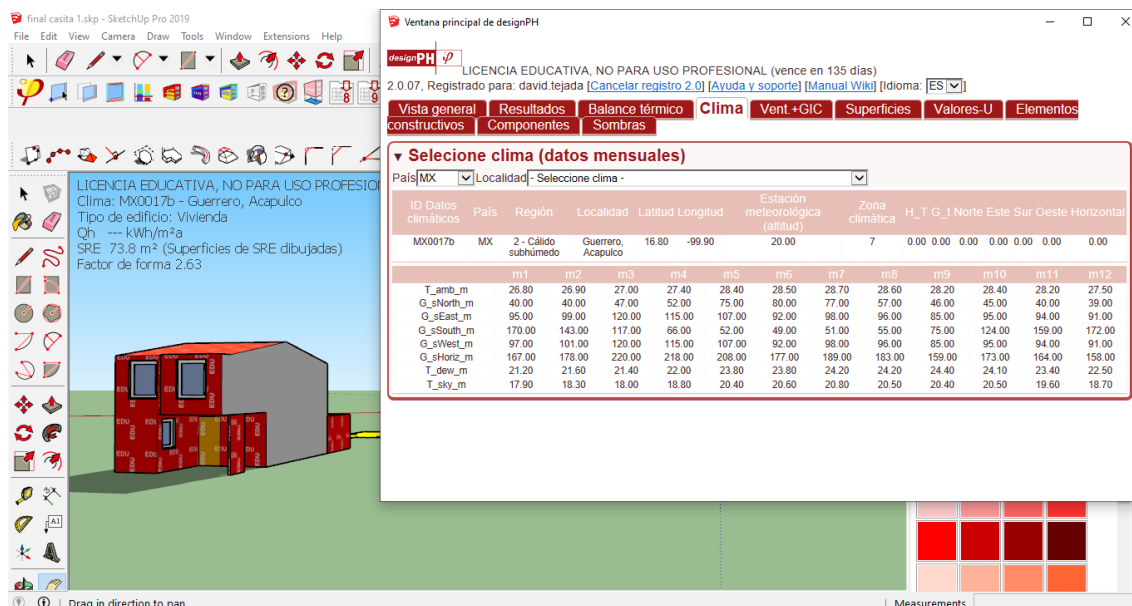 final casita 1.skp - SketchUp Pro 2019
File Edit View Camera Draw Tools Window Extensions Help
LICENCIA EDUCATIVA, NO PARA USO PROFESION
Clima: MX0017b - Guerrero, Acapulco
Tipo de edificio: Vivienda
Qh --- kWh/m²a
SRE 73.8 m² (Superficies de SRE dibujadas)
Factor de forma 2.63
EDU EDU EDU EDU
Drag in direction to pan
Measurements
Ventana principal de designPH
designPH
LICENCIA EDUCATIVA, NO PARA USO PROFESIONAL (vence en 135 días)
2.0.07, Registrado para: david.tejada [Cancelar registro 2.0] [Ayuda y soporte] [Manual Wiki] [Idioma: ES ]
Vista general Resultados Balance térmico Clima Vent.+GIC Superficies Valores-U Elementos
constructivos Componentes Sombras
▼ Selecione clima (datos mensuales)
País MX Localidad - Seleccione clima -
ID Datos climáticos País Región Localidad Latitud Longitud Estación meteorológica (altitud) Zona climática H_T G_t Norte Este Sur Oeste Horizontal
MX0017b MX 2 - Cálido subhúmedo Guerrero, Acapulco 16.80 -99.90 20.00 7 0.00 0.00 0.00 0.00 0.00 0.00 0.00
m1 m2 m3 m4 m5 m6 m7 m8 m9 m10 m11 m12
T_amb_m 26.80 26.90 27.00 27.40 28.40 28.50 28.70 28.60 28.20 28.40 28.20 27.50
G_sNorth_m 40.00 40.00 47.00 52.00 75.00 80.00 77.00 57.00 46.00 45.00 40.00 39.00
G_sEast_m 95.00 99.00 120.00 115.00 107.00 92.00 98.00 96.00 85.00 95.00 94.00 91.00
G_sSouth_m 170.00 143.00 117.00 66.00 52.00 49.00 51.00 55.00 75.00 124.00 159.00 172.00
G_sWest_m 97.00 101.00 120.00 115.00 107.00 92.00 98.00 96.00 85.00 95.00 94.00 91.00
G_sHoriz_m 167.00 178.00 220.00 218.00 208.00 177.00 189.00 183.00 159.00 173.00 164.00 158.00
T_dew_m 21.20 21.60 21.40 22.00 23.80 23.80 24.20 24.20 24.40 24.10 23.40 22.50
T_sky_m 17.90 18.30 18.00 18.80 20.40 20.60 20.80 20.50 20.40 20.50 19.60 18.70